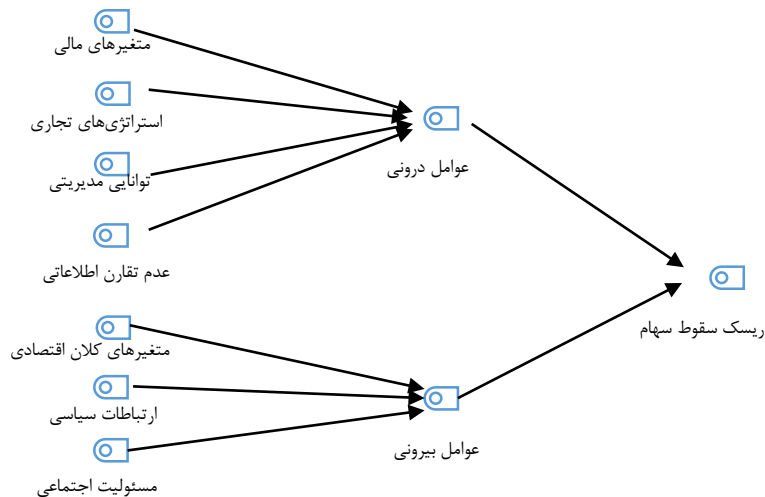 متغیرهای مالی
استراتژی‌های تجاری
توانایی مدیریتی
عدم تقارن اطلاعاتی
عوامل درونی
متغیرهای کلان اقتصادی
ارتباطات سیاسی
مسئولیت اجتماعی
عوامل بیرونی
ریسک سقوط سهام